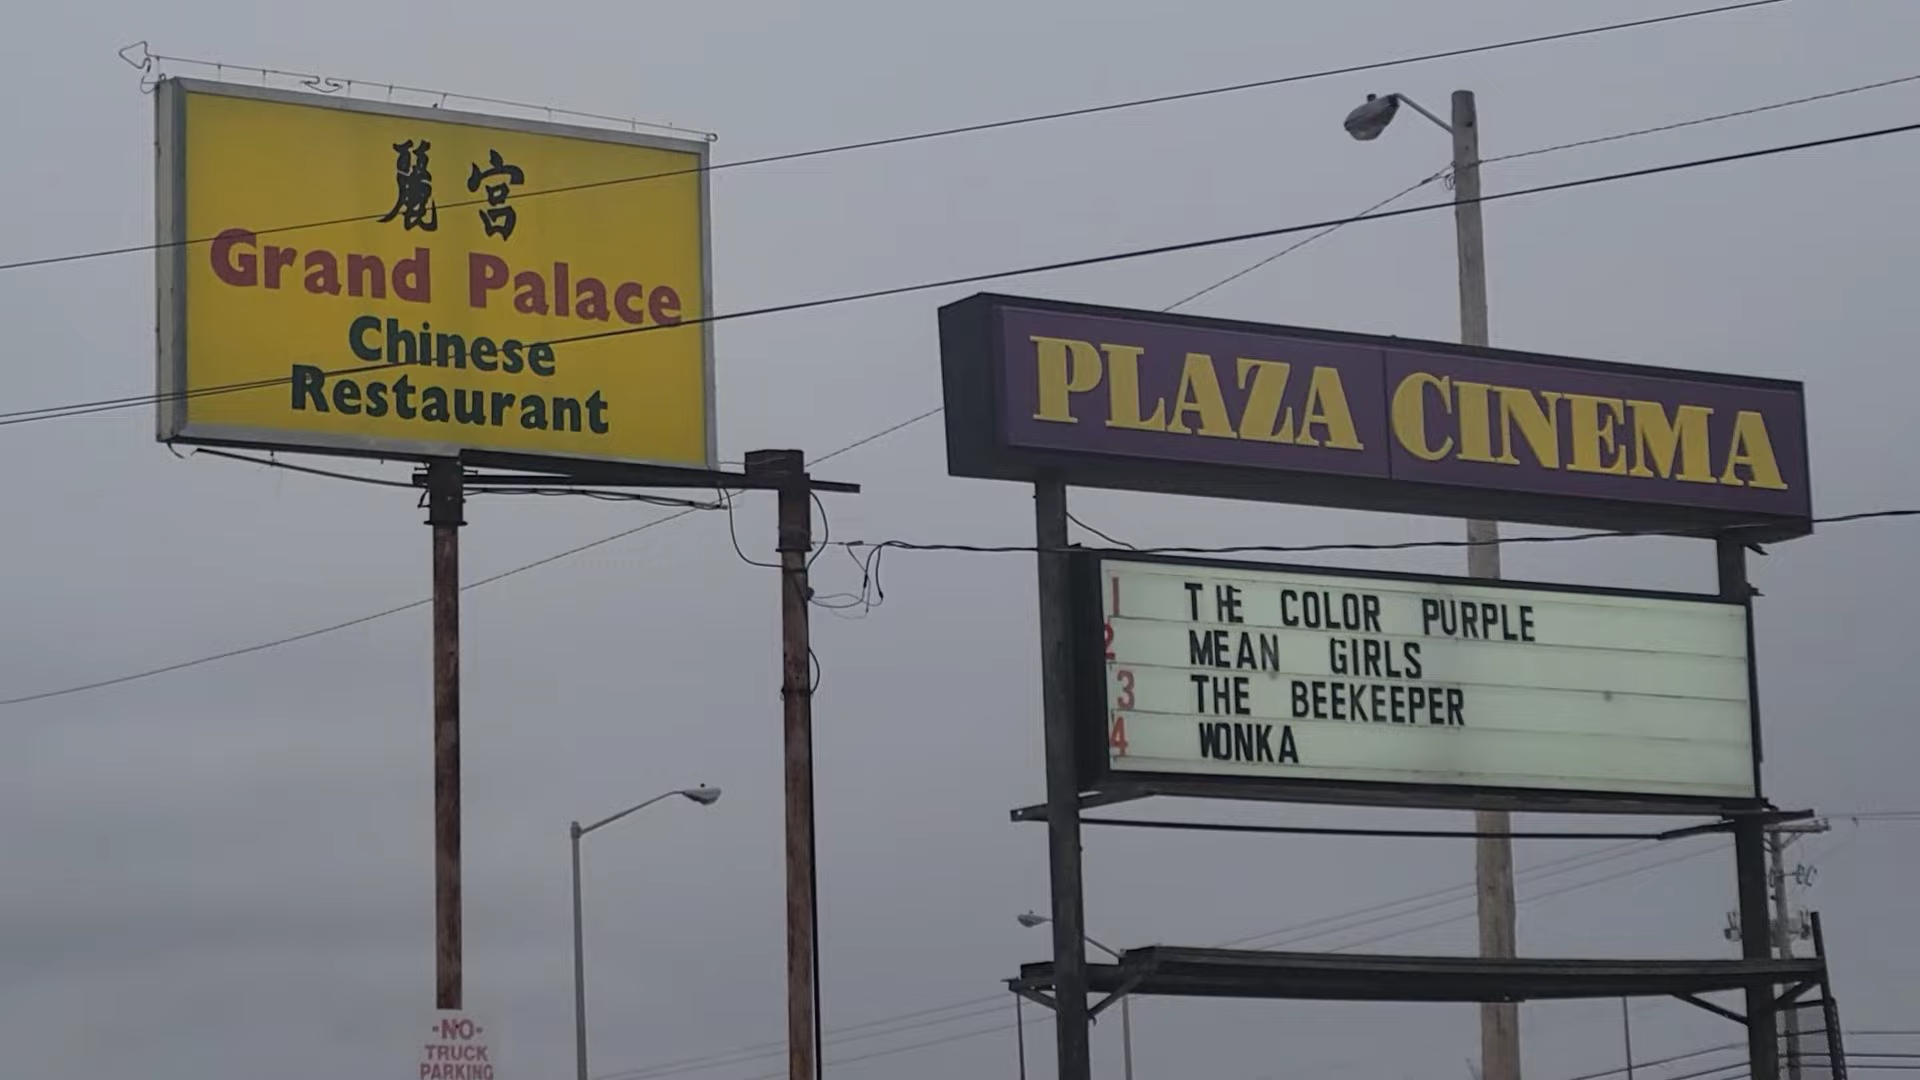 麗宮
Grand Palace
Chinese
Restaurant
PLAZA CINEMA
1 THE COLOR PURPLE
2 MEAN GIRLS
3 THE BEEKEEPER
4 WONKA
-NO-
TRUCK
PARKING